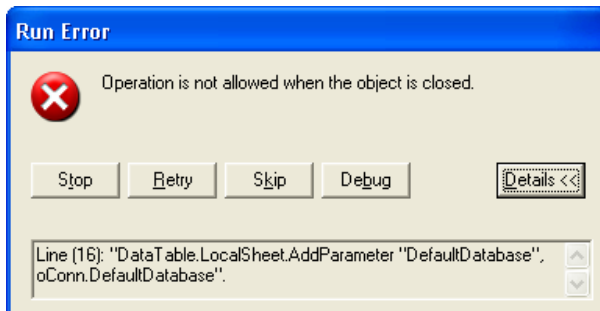 Run Error
Operation is not allowed when the object is closed.
Stop Retry Skip Debug Details <<
Line (16): "DataTable.LocalSheet.AddParameter "DefaultDatabase",
oConn.DefaultDatabase".